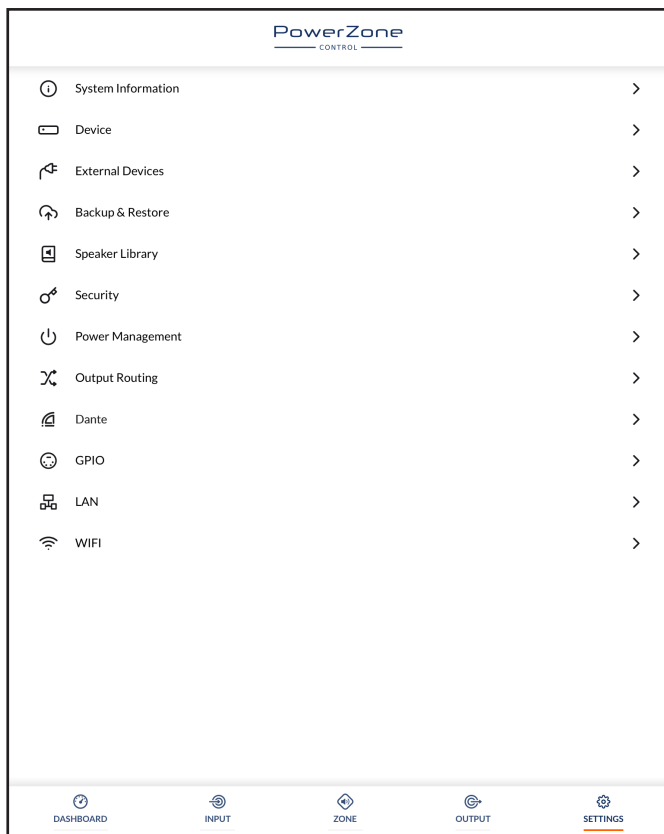 PowerZone
CONTROL
System Information
Device
External Devices
Backup & Restore
Speaker Library
Security
Power Management
Output Routing
Dante
GPIO
LAN
WIFI
DASHBOARD INPUT ZONE OUTPUT SETTINGS